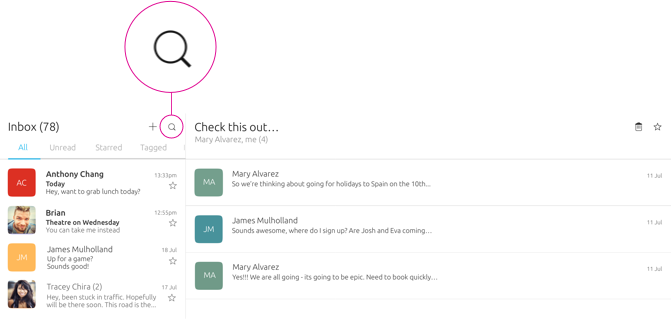 Inbox (78)
All Unread Starred Tagged
AC
Anthony Chang 13:33pm
Today
Hey, want to grab lunch today?
Brian 12:55pm
Theatre on Wednesday
You can take me instead
JM
James Mulholland 18 Jul
Up for a game?
Sounds good!
Tracey Chira (2) 17 Jul
Hey, been stuck in traffic. Hopefully
will be there soon. This road is the...
Check this out...
Mary Alvarez, me (4)
MA
Mary Alvarez 11 Jul
So we're thinking about going for holidays to Spain on the 10th...
JM
James Mulholland 11 Jul
Sounds awesome, where do I sign up? Are Josh and Eva coming...
MA
Mary Alvarez 11 Jul
Yes!!! We are all going - its going to be epic. Need to book quickly...